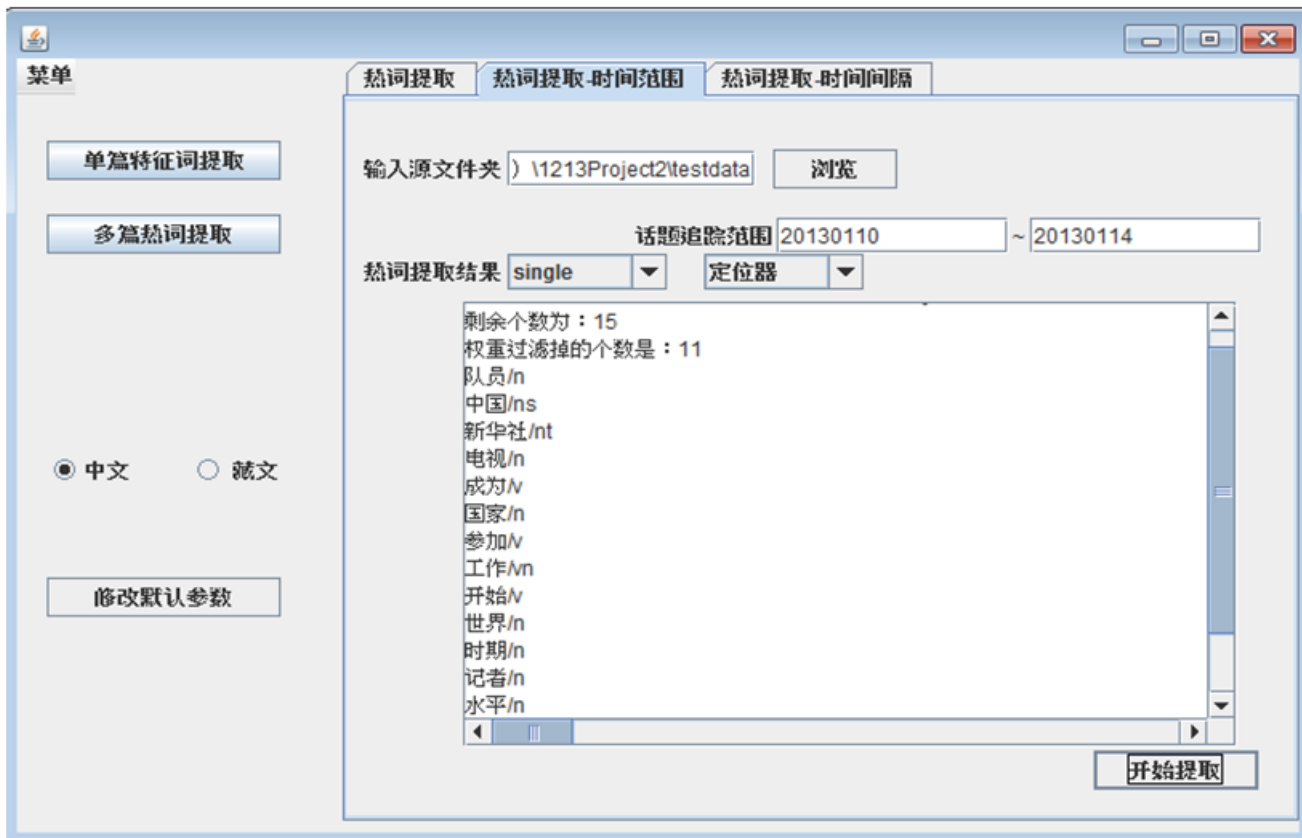 菜单
热词提取 热词提取-时间范围 热词提取-时间间隔
单篇特征词提取
输入源文件夹 ）\1213Project2\testdata 浏览
多篇热词提取
话题追踪范围 20130110 ~ 20130114
热词提取结果 single 定位器
剩余个数为：15
权重过滤掉的个数是：11
队员/n
中国/ns
新华社/nt
电视/n
中文 藏文
成为/v
国家/n
参加/v
工作/vn
开始/v
修改默认参数
世界/n
时期/n
记者/n
水平/n
开始提取